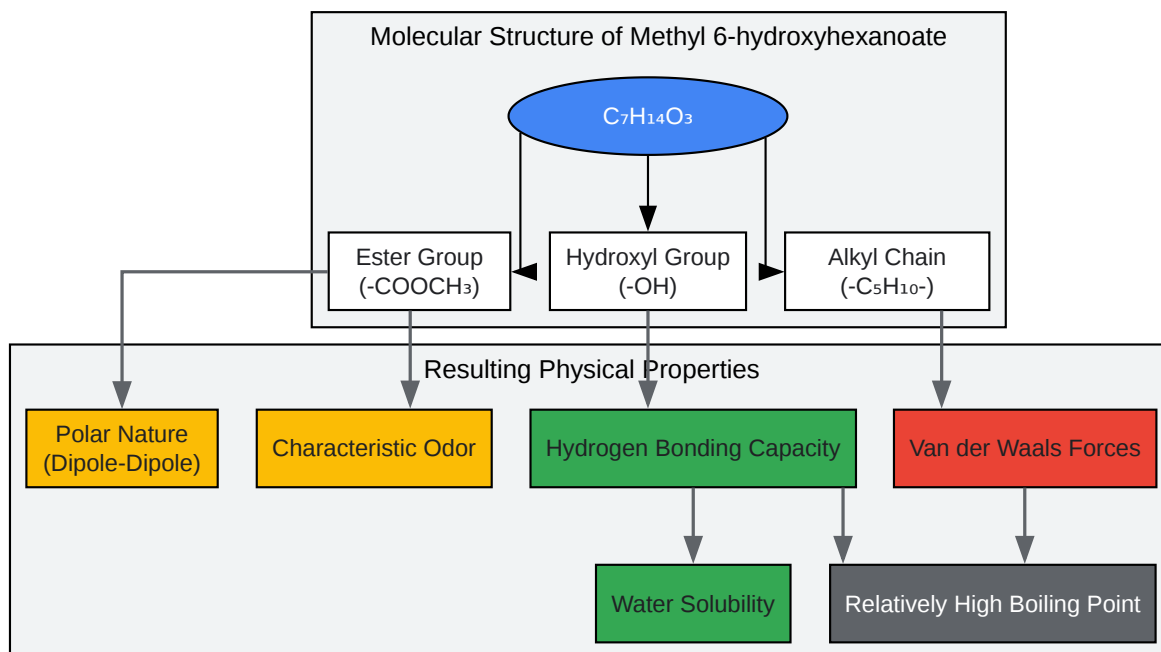 Molecular Structure of Methyl 6-hydroxyhexanoate
C₇H₁₄O₃
Ester Group
(-COOCH₃)
Hydroxyl Group
(-OH)
Alkyl Chain
(-C₅H₁₀-)
Resulting Physical Properties
Polar Nature
(Dipole-Dipole)
Characteristic Odor
Hydrogen Bonding Capacity
Van der Waals Forces
Water Solubility
Relatively High Boiling Point